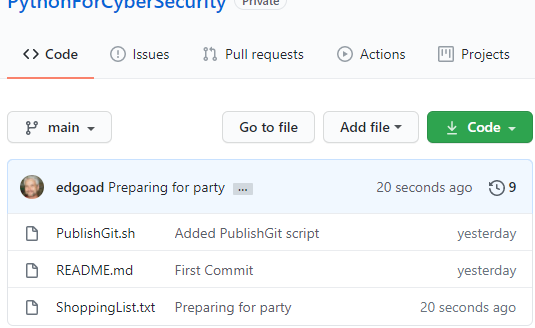 PythonForCyberSecurity Private
Code Issues Pull requests Actions Projects
main Go to file Add file Code
edgoad Preparing for party ... 20 seconds ago 9
PublishGit.sh Added PublishGit script yesterday
README.md First Commit yesterday
ShoppingList.txt Preparing for party 20 seconds ago